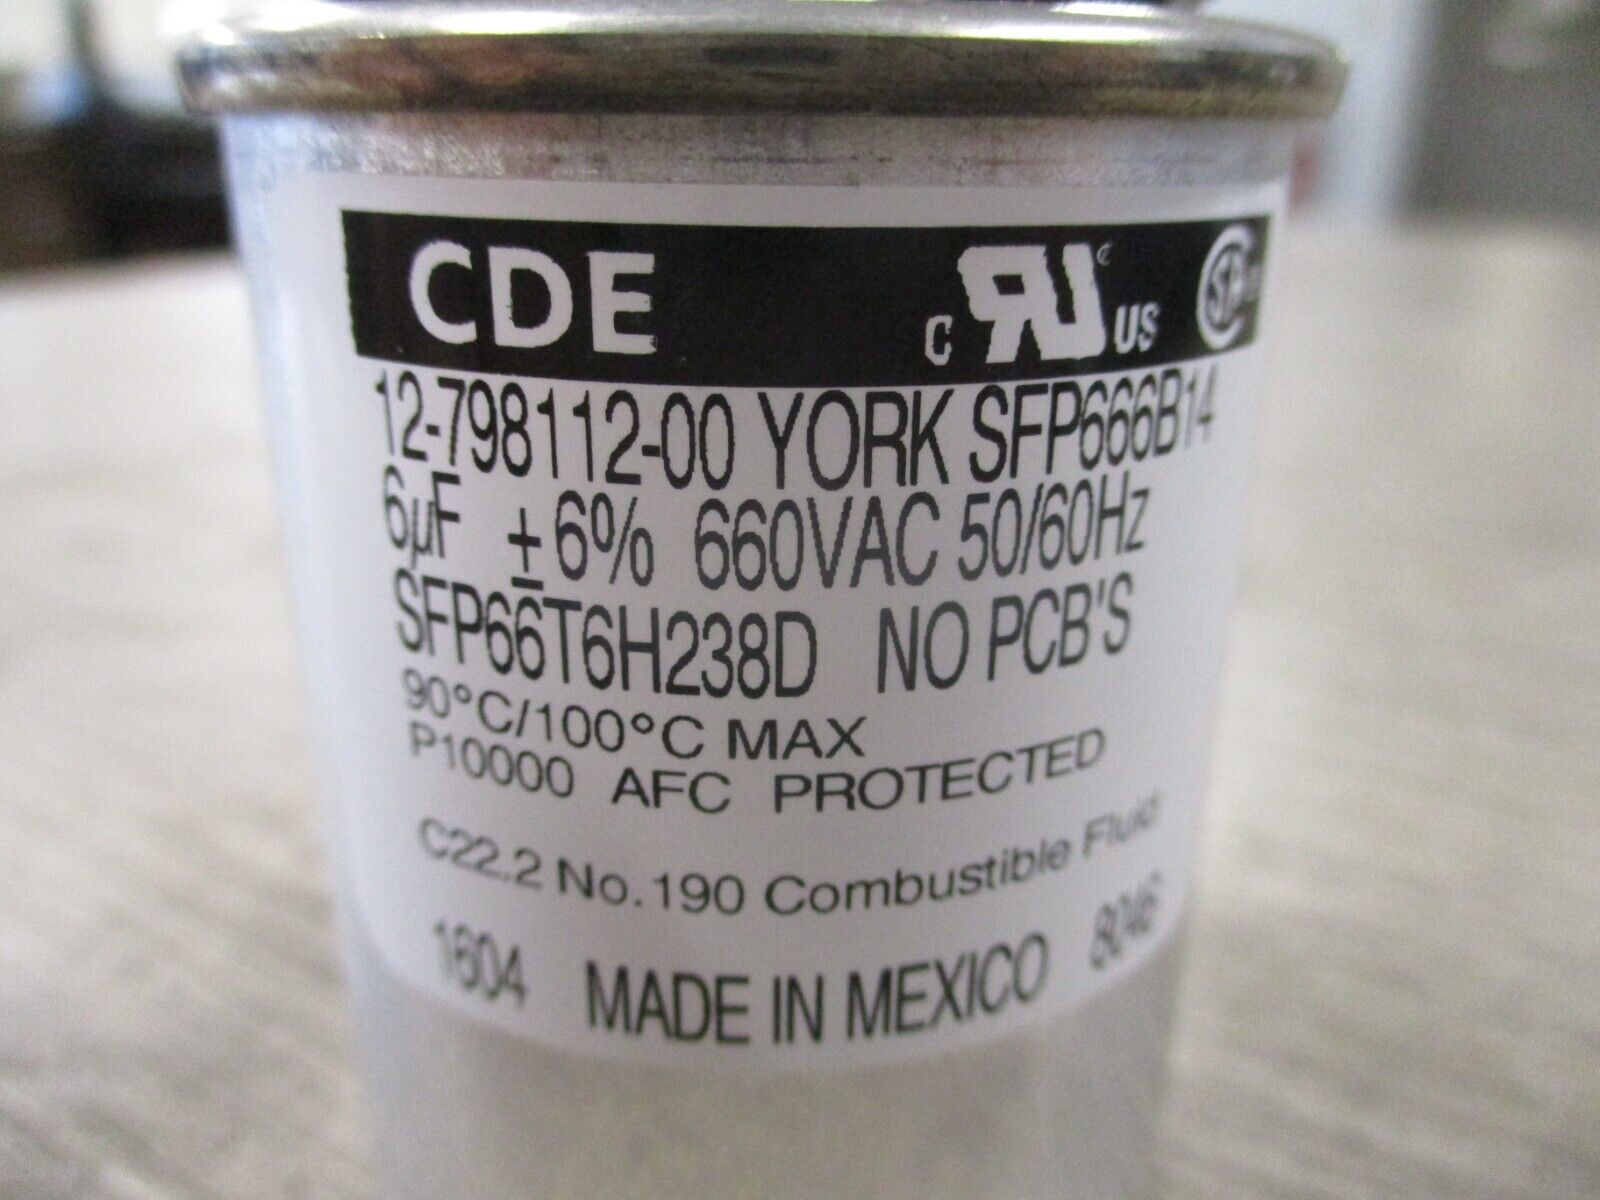 CDE c RU US
12-798112-00 YORK SFP666B14
6µF ±6% 660VAC 50/60Hz
SFP66T6H238D NO PCB'S
90°C/100°C MAX
P10000 AFC PROTECTED
C22.2 No.190 Combustible Fluid
1604 MADE IN MEXICO